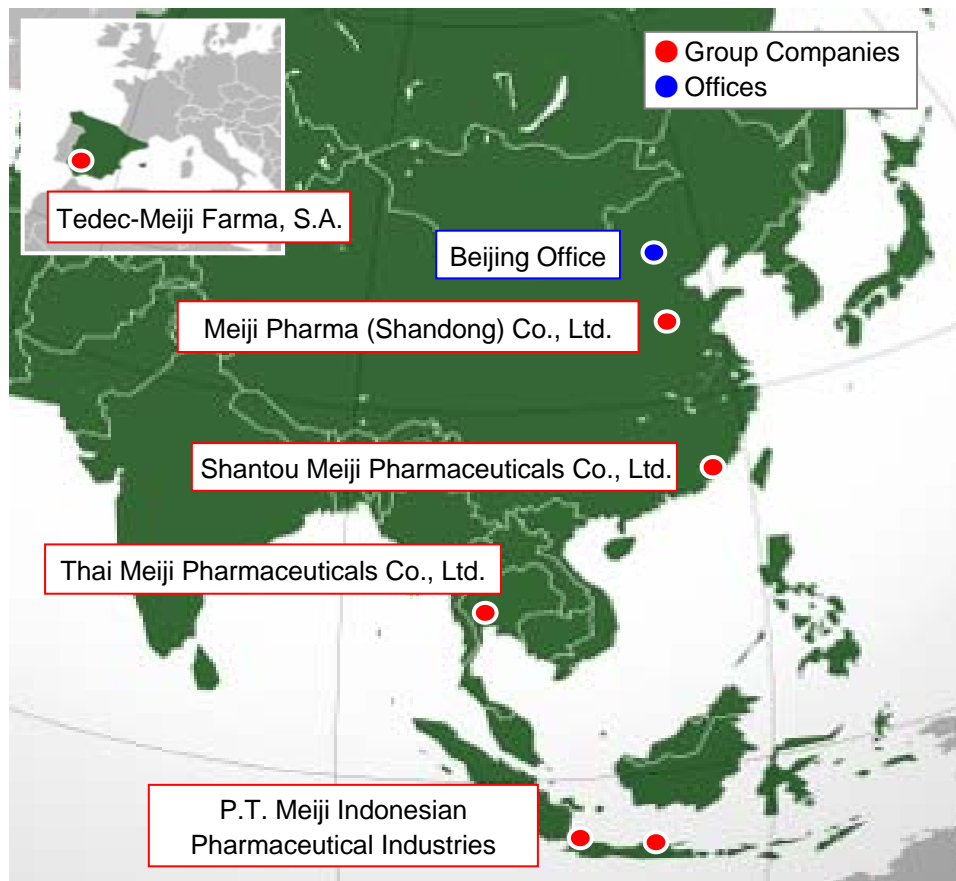 Group Companies
Offices
Tedec-Meiji Farma, S.A.
Beijing Office
Meiji Pharma (Shandong) Co., Ltd.
Shantou Meiji Pharmaceuticals Co., Ltd.
Thai Meiji Pharmaceuticals Co., Ltd.
P.T. Meiji Indonesian
Pharmaceutical Industries